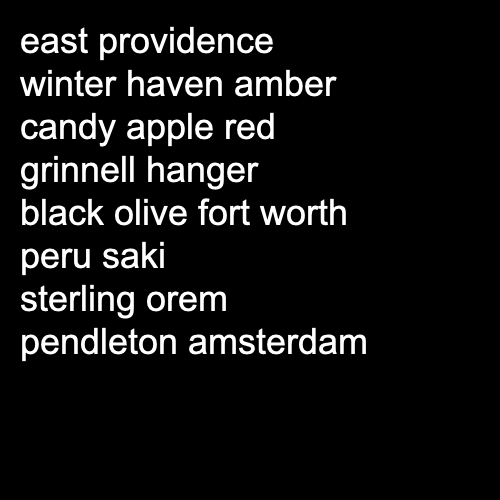 east providence
winter haven amber
candy apple red
grinnell hanger
black olive fort worth
peru saki
sterling orem
pendleton amsterdam